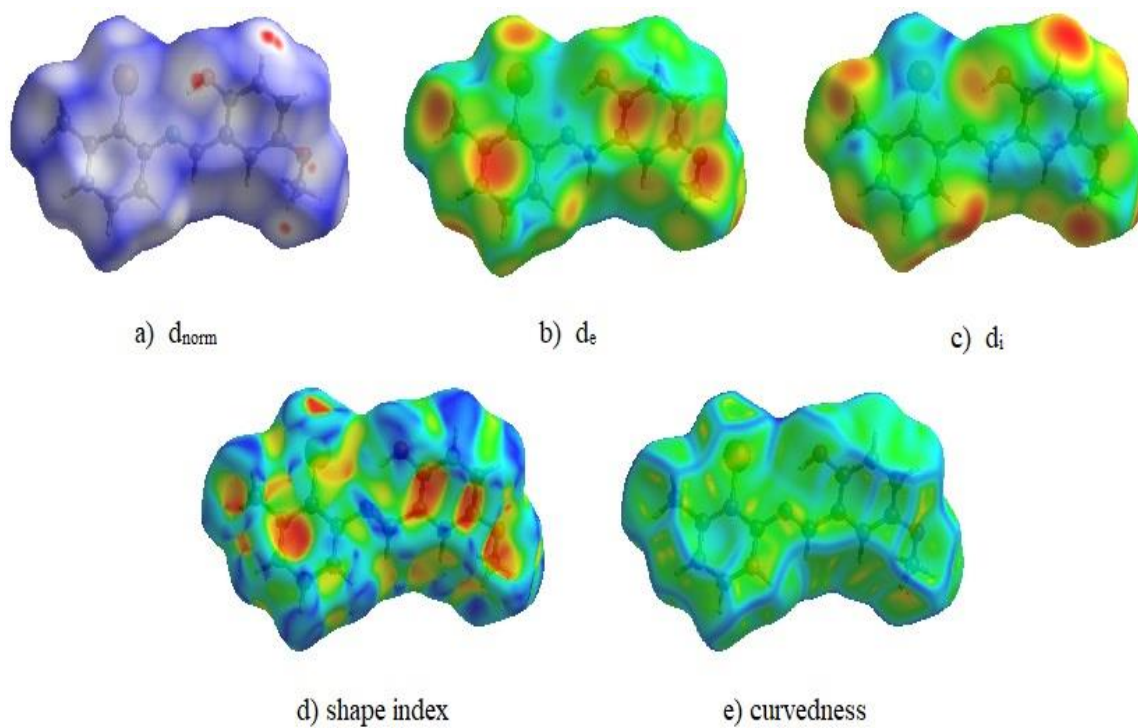 a) dnorm
b) de
c) di
d) shape index
e) curvedness